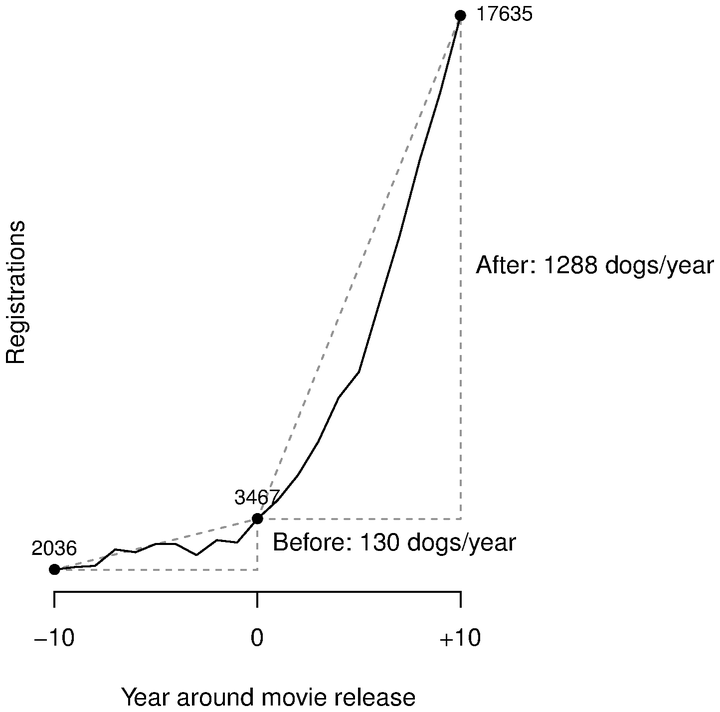 17635
Registrations
After: 1288 dogs/year
3467
2036
Before: 130 dogs/year
−10
0
+10
Year around movie release